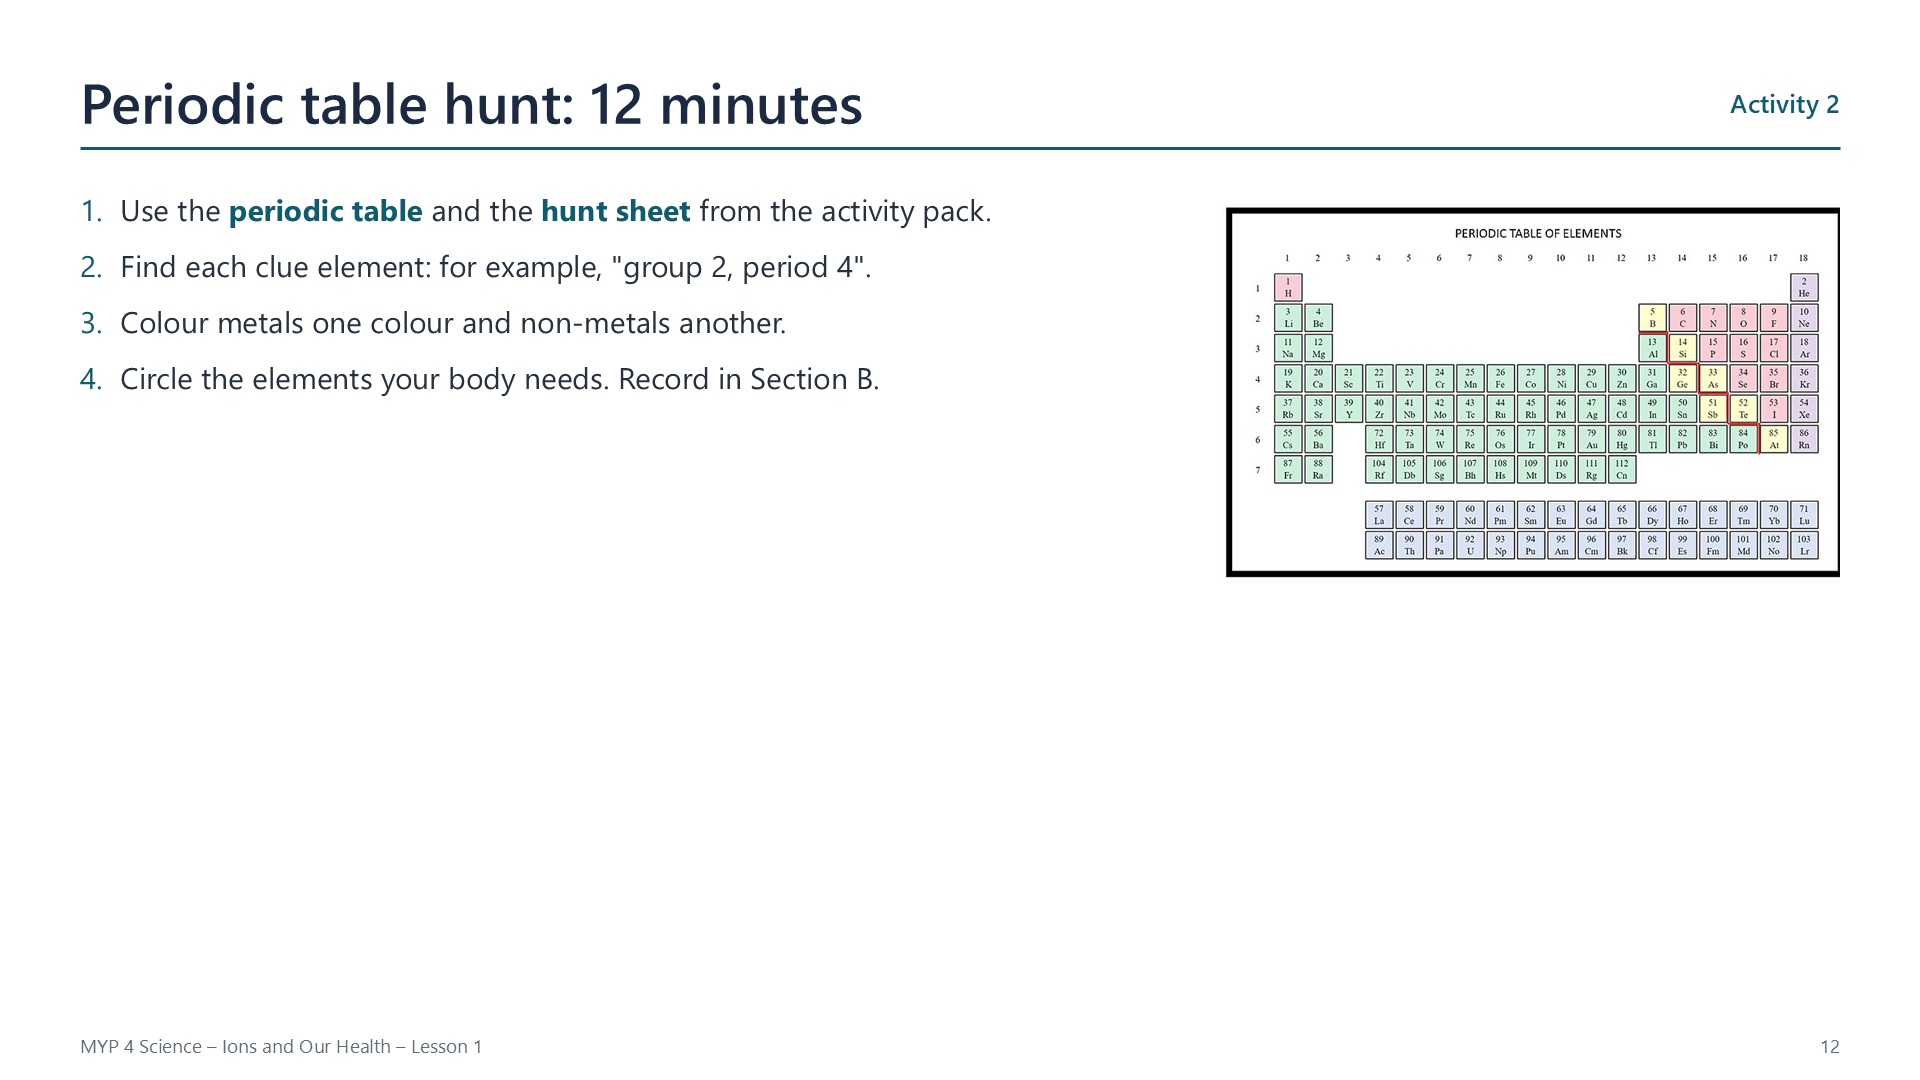 Periodic table hunt: 12 minutes
Activity 2
1. Use the periodic table and the hunt sheet from the activity pack.
2. Find each clue element: for example, "group 2, period 4".
3. Colour metals one colour and non-metals another.
4. Circle the elements your body needs. Record in Section B.
PERIODIC TABLE OF ELEMENTS
1 2 3 4 5 6 7 8 9 10 11 12 13 14 15 16 17 18
1 1 2
H He
2 3 4 5 6 7 8 9 10
Li Be B C N O F Ne
3 11 12 13 14 15 16 17 18
Na Mg Al Si P S Cl Ar
4 19 20 21 22 23 24 25 26 27 28 29 30 31 32 33 34 35 36
K Ca Sc Ti V Cr Mn Fe Co Ni Cu Zn Ga Ge As Se Br Kr
5 37 38 39 40 41 42 43 44 45 46 47 48 49 50 51 52 53 54
Rb Sr Y Zr Nb Mo Tc Ru Rh Pd Ag Cd In Sn Sb Te I Xe
6 55 56 72 73 74 75 76 77 78 79 80 81 82 83 84 85 86
Cs Ba Hf Ta W Re Os Ir Pt Au Hg Tl Pb Bi Po At Rn
7 87 88 104 105 106 107 108 109 110 111 112
Fr Ra Rf Db Sg Bh Hs Mt Ds Rg Cn
57 58 59 60 61 62 63 64 65 66 67 68 69 70 71
La Ce Pr Nd Pm Sm Eu Gd Tb Dy Ho Er Tm Yb Lu
89 90 91 92 93 94 95 96 97 98 99 100 101 102 103
Ac Th Pa U Np Pu Am Cm Bk Cf Es Fm Md No Lr
MYP 4 Science – Ions and Our Health – Lesson 1
12